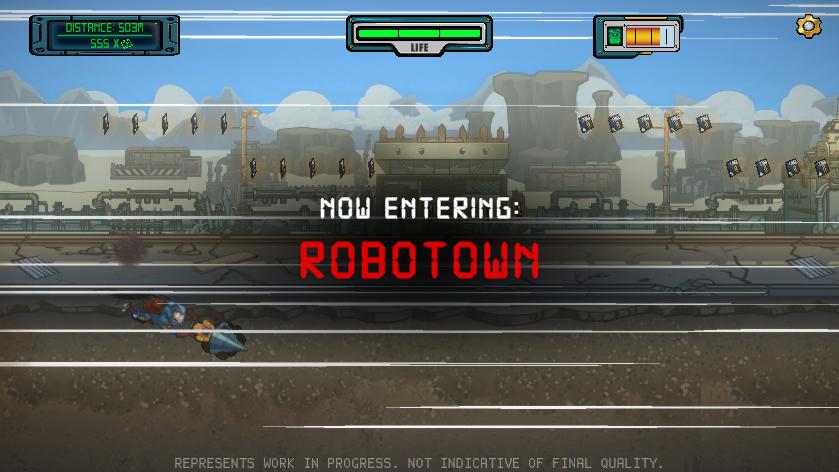 DISTANCE: 503M
555 X
LIFE
NOW ENTERING:
ROBOTOWN
REPRESENTS WORK IN PROGRESS. NOT INDICATIVE OF FINAL QUALITY.